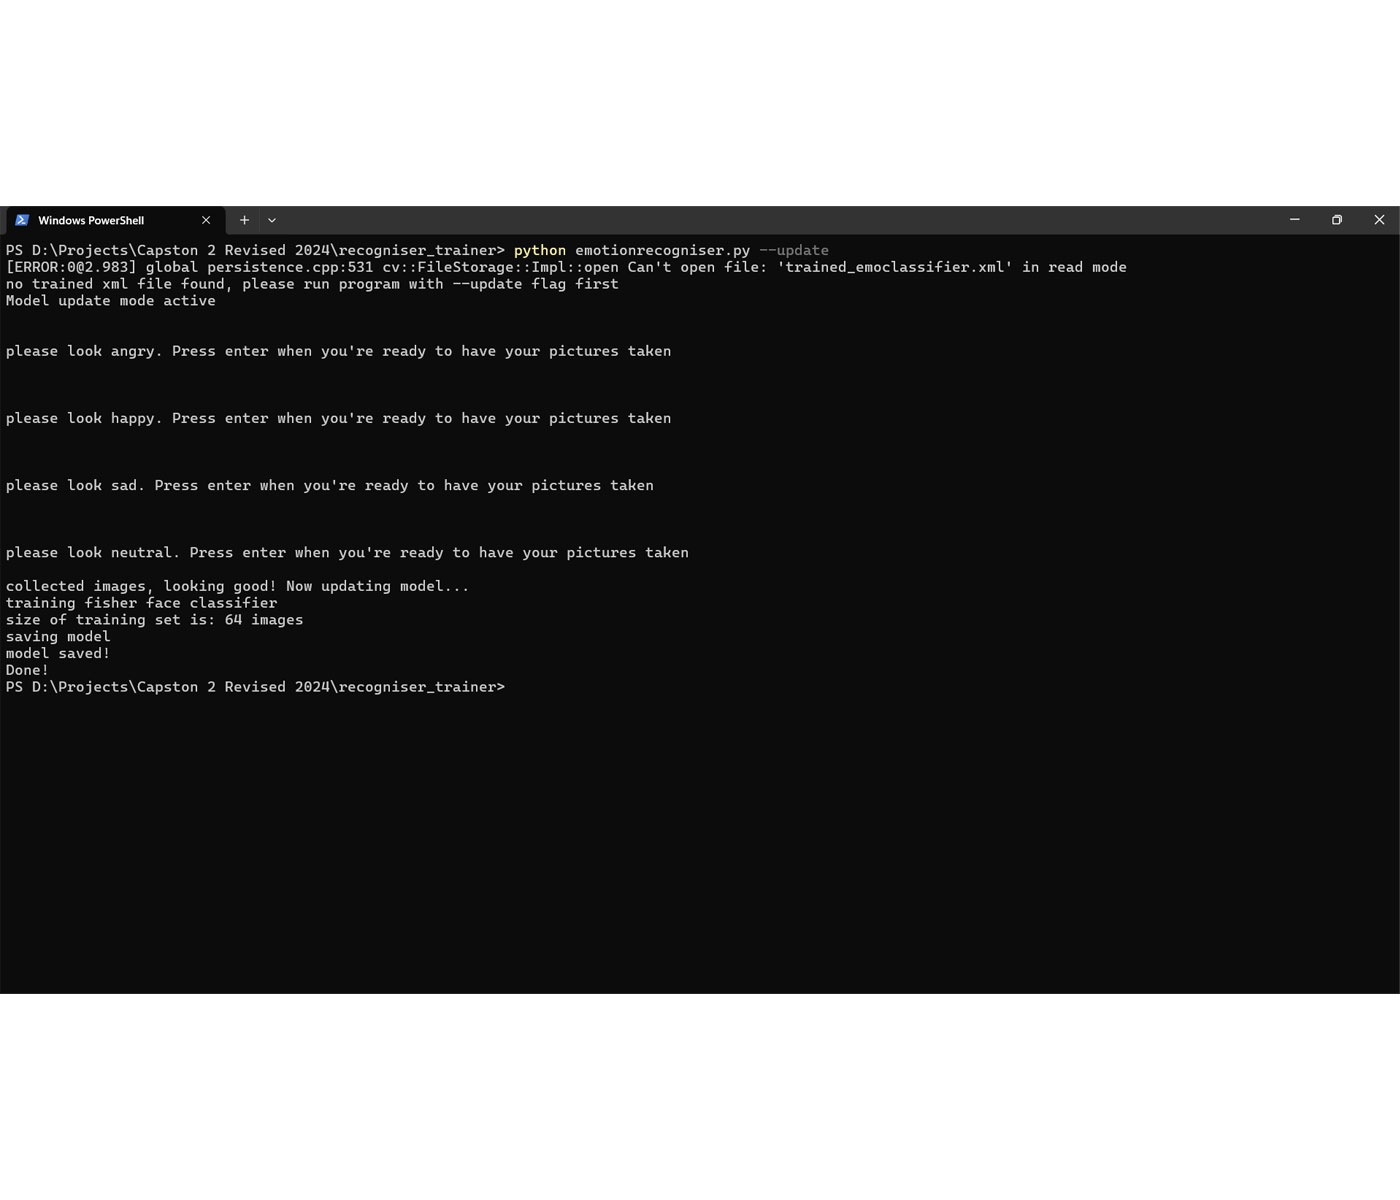 Windows PowerShell
PS D:\Projects\Capston 2 Revised 2024\recogniser_trainer> python emotionrecogniser.py --update
[ERROR:0@2.983] global persistence.cpp:531 cv::FileStorage::Impl::open Can't open file: 'trained_emoclassifier.xml' in read mode
no trained xml file found, please run program with --update flag first
Model update mode active
please look angry. Press enter when you're ready to have your pictures taken
please look happy. Press enter when you're ready to have your pictures taken
please look sad. Press enter when you're ready to have your pictures taken
please look neutral. Press enter when you're ready to have your pictures taken
collected images, looking good! Now updating model...
training fisher face classifier
size of training set is: 64 images
saving model
model saved!
Done!
PS D:\Projects\Capston 2 Revised 2024\recogniser_trainer>